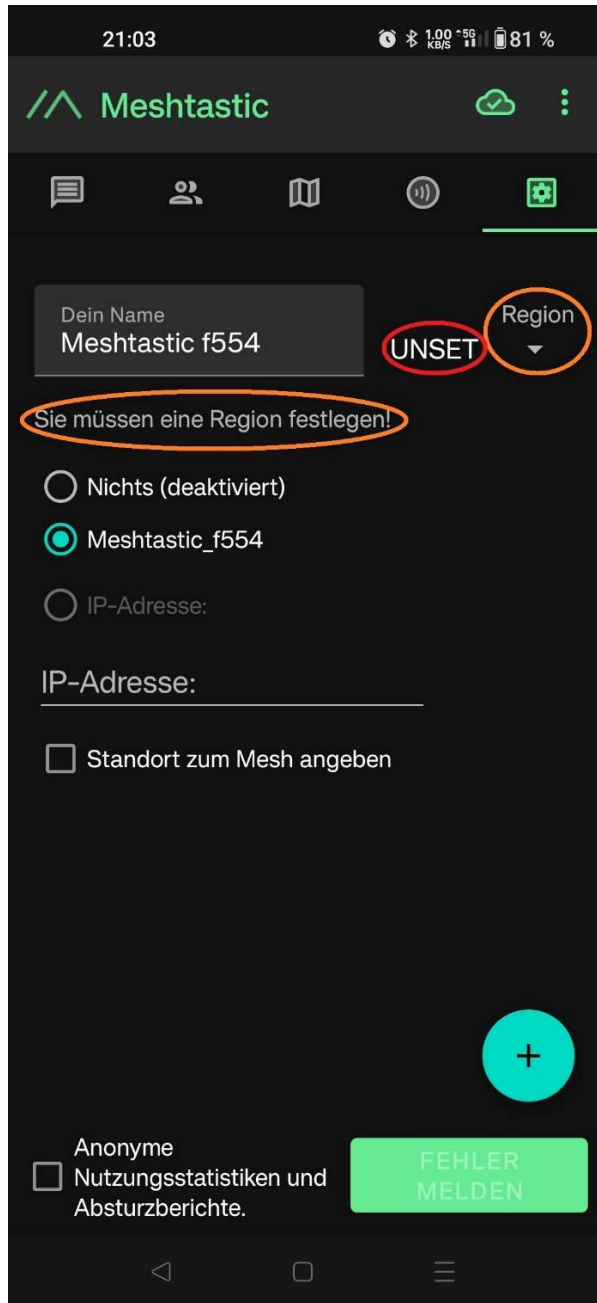 21:03 1.00 KB/S 5G 81 %
Meshtastic
Dein Name
Meshtastic f554
UNSET
Region
Sie müssen eine Region festlegen!
Nichts (deaktiviert)
Meshtastic_f554
IP-Adresse:
IP-Adresse:
Standort zum Mesh angeben
Anonyme
Nutzungsstatistiken und
Absturzberichte.
FEHLER
MELDEN